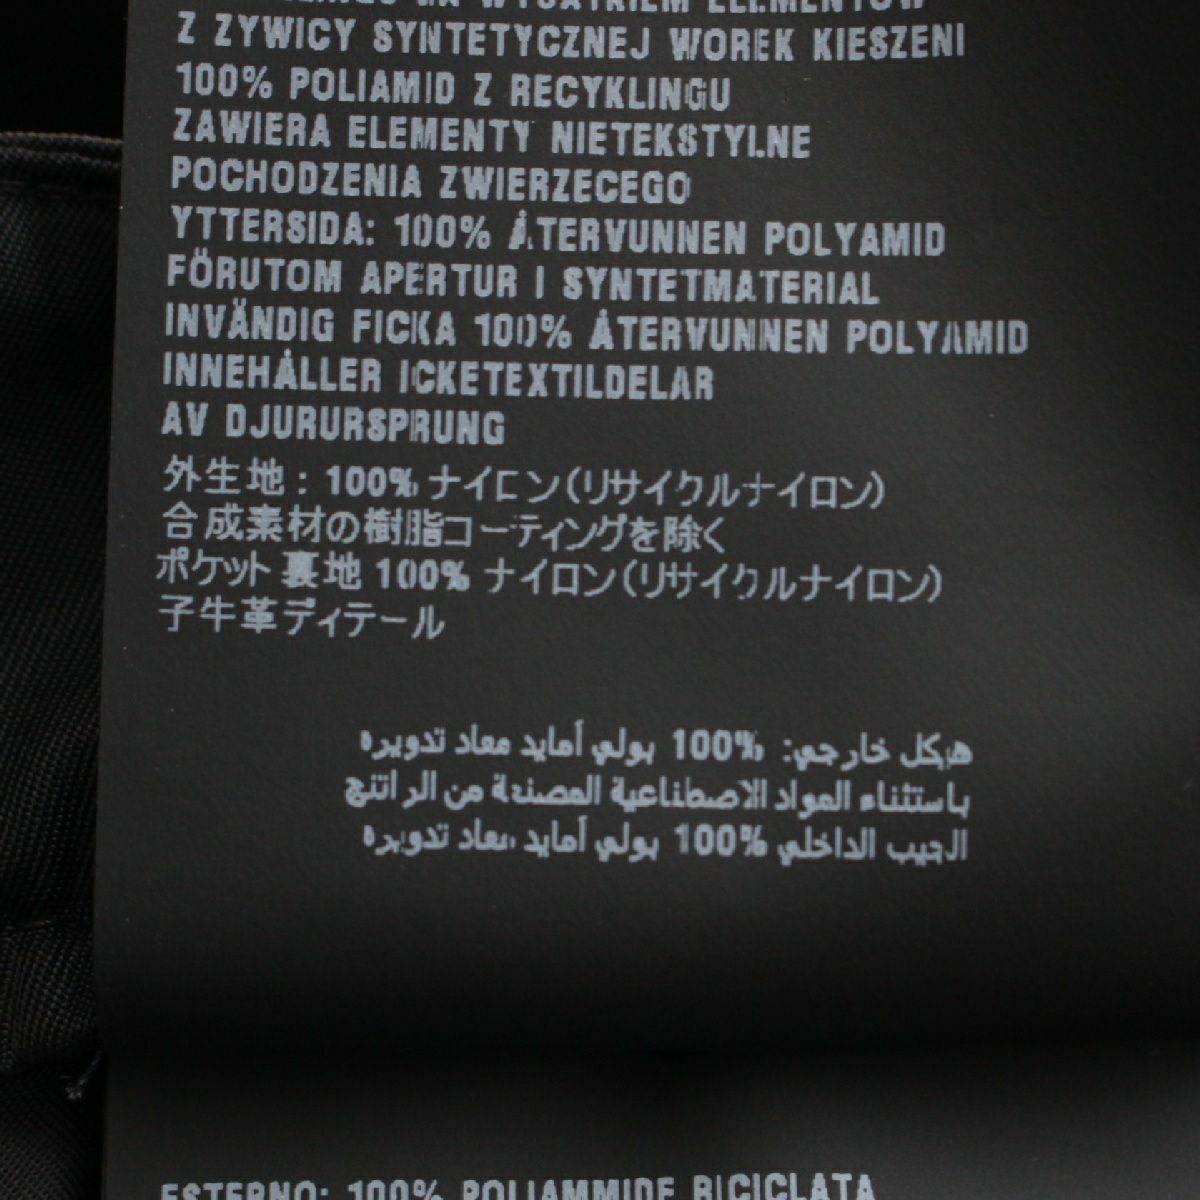 Z WYJĄTKIEM ELEMENTÓW
Z ZYWICY SYNTETYCZNEJ WOREK KIESZENI
100% POLIAMID Z RECYKLINGU
ZAWIERA ELEMENTY NIETEKSTYLNE
POCHODZENIA ZWIERZECEGO
YTTERSIDA: 100% ÅTERVUNNEN POLYAMID
FÖRUTOM APERTUR I SYNTETMATERIAL
INVÄNDIG FICKA 100% ÅTERVUNNEN POLYAMID
INNEHÅLLER ICKETEXTILDELAR
AV DJURURSPRUNG
外生地：100% ナイロン(リサイクルナイロン)
合成素材の樹脂コーティングを除く
ポケット裏地 100% ナイロン(リサイクルナイロン)
子牛革ディテール
هيكل خارجي: 100% بولي أمايد معاد تدويره
باستثناء المواد الاصطناعية المصنعة من الراتنج
الجيب الداخلي 100% بولي أمايد معاد تدويره
ESTERNO: 100% POLIAMMIDE RICICLATA